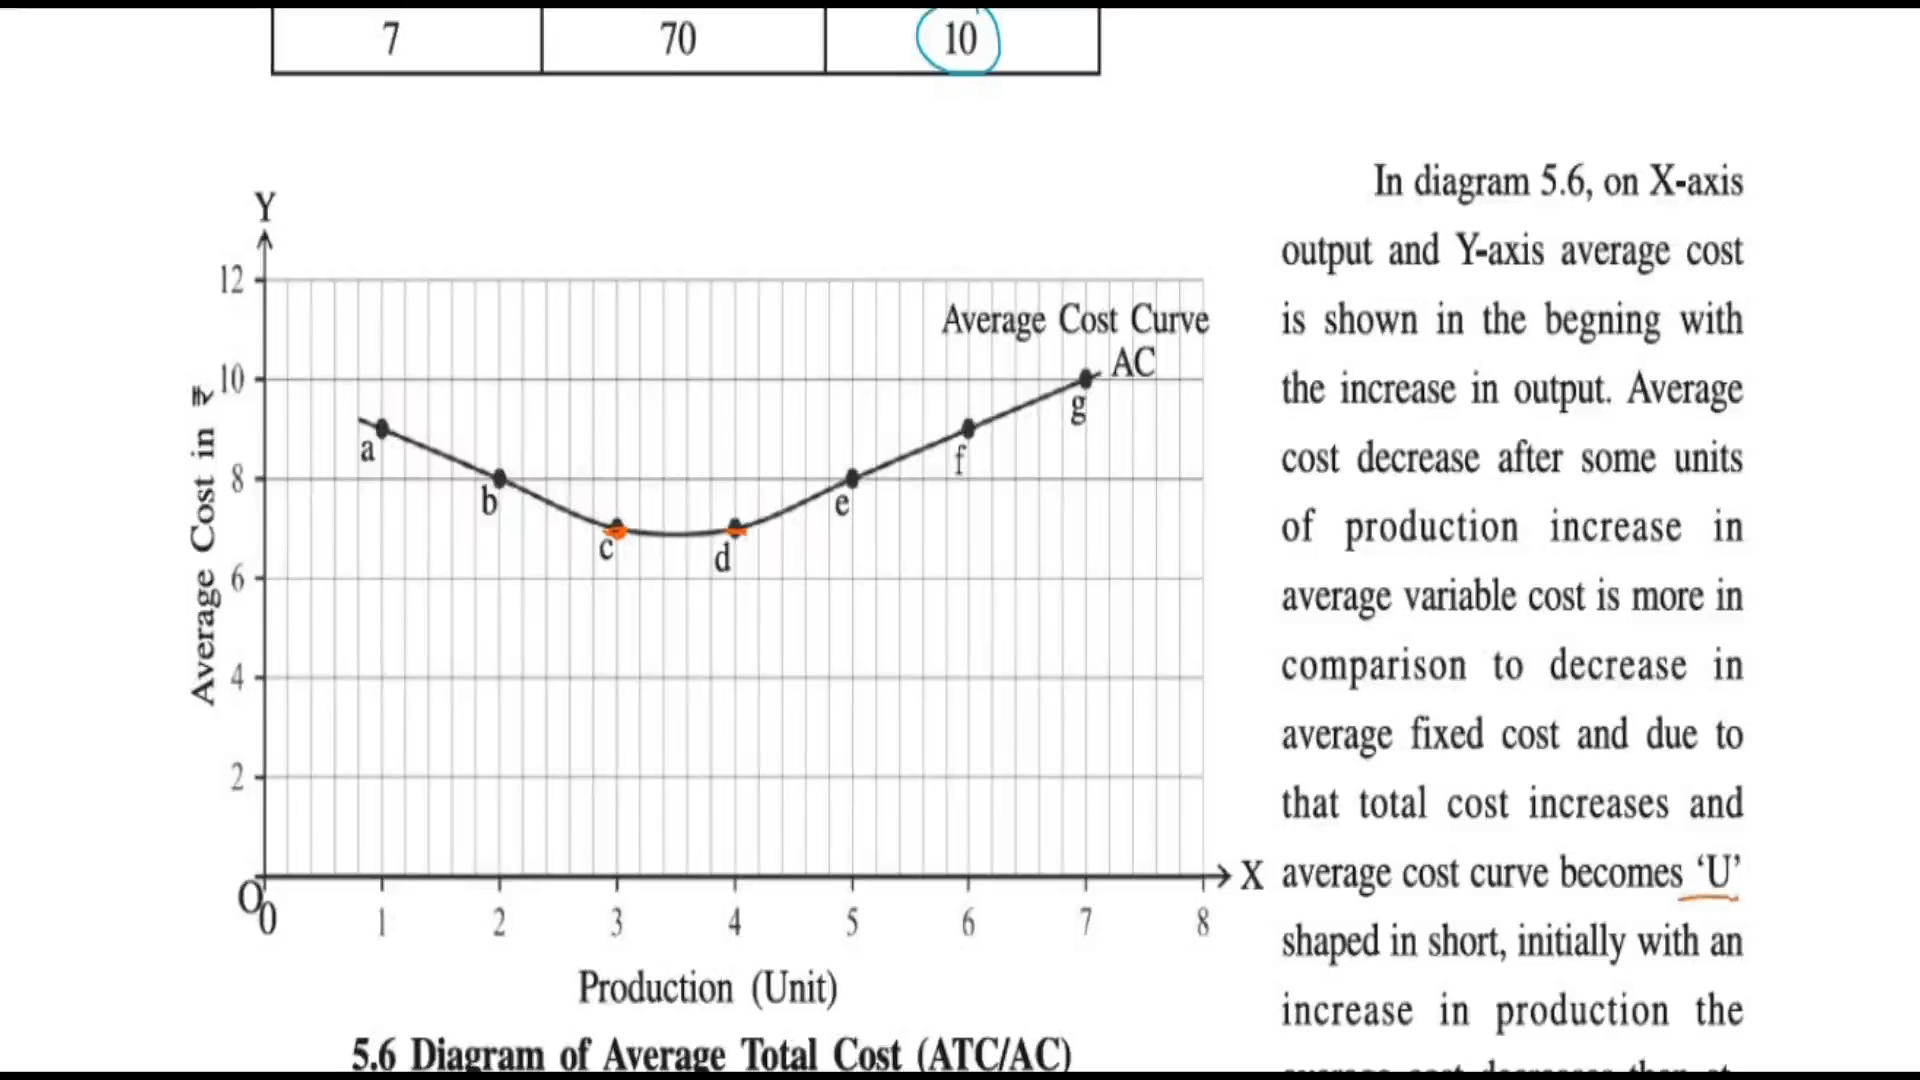 7 70 10
Y
12
10
8
6
4
2
Average Cost in ₹
Average Cost Curve
AC
a
b
c
d
e
f
g
O
0 1 2 3 4 5 6 7 8
X
Production (Unit)
5.6 Diagram of Average Total Cost (ATC/AC)
In diagram 5.6, on X-axis
output and Y-axis average cost
is shown in the begning with
the increase in output. Average
cost decrease after some units
of production increase in
average variable cost is more in
comparison to decrease in
average fixed cost and due to
that total cost increases and
average cost curve becomes ‘U’
shaped in short, initially with an
increase in production the